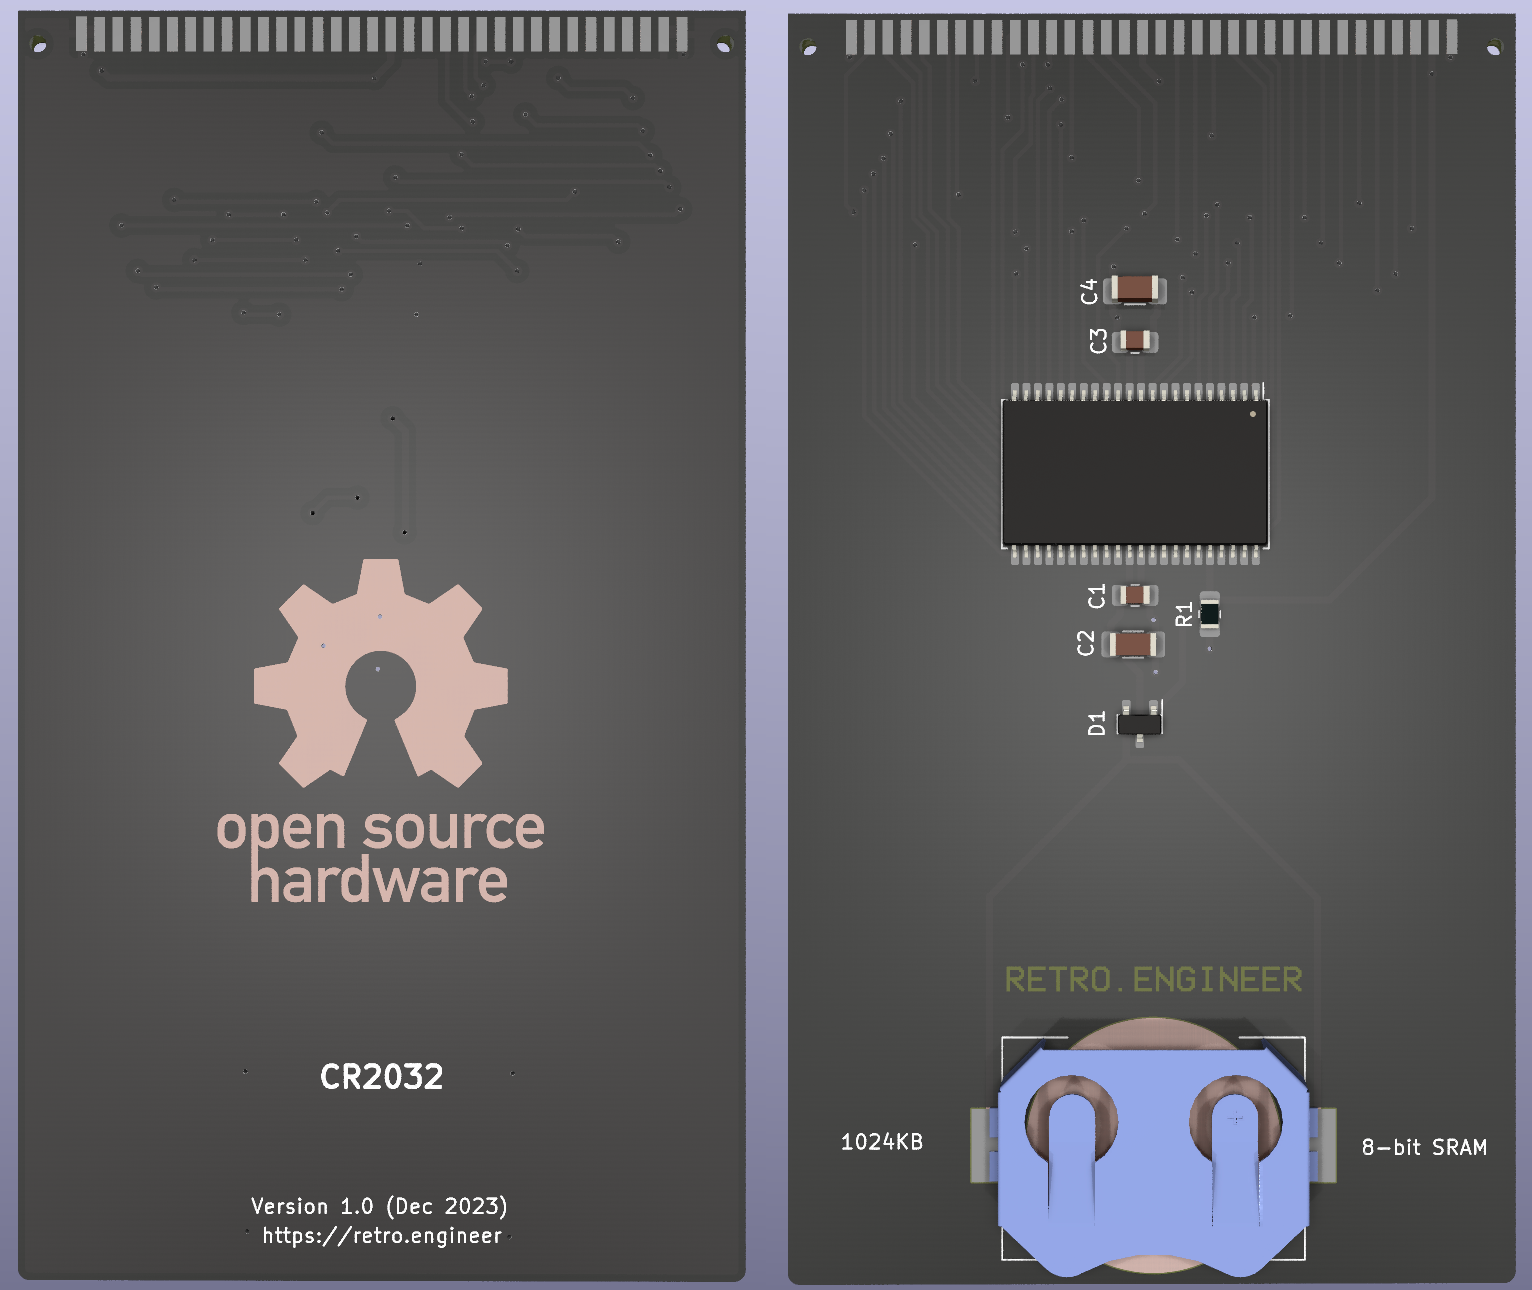 open source
hardware
CR2032
Version 1.0 (Dec 2023)
https://retro.engineer
C4
C3
C1
R1
C2
D1
RETRO.ENGINEER
1024KB
8-bit SRAM